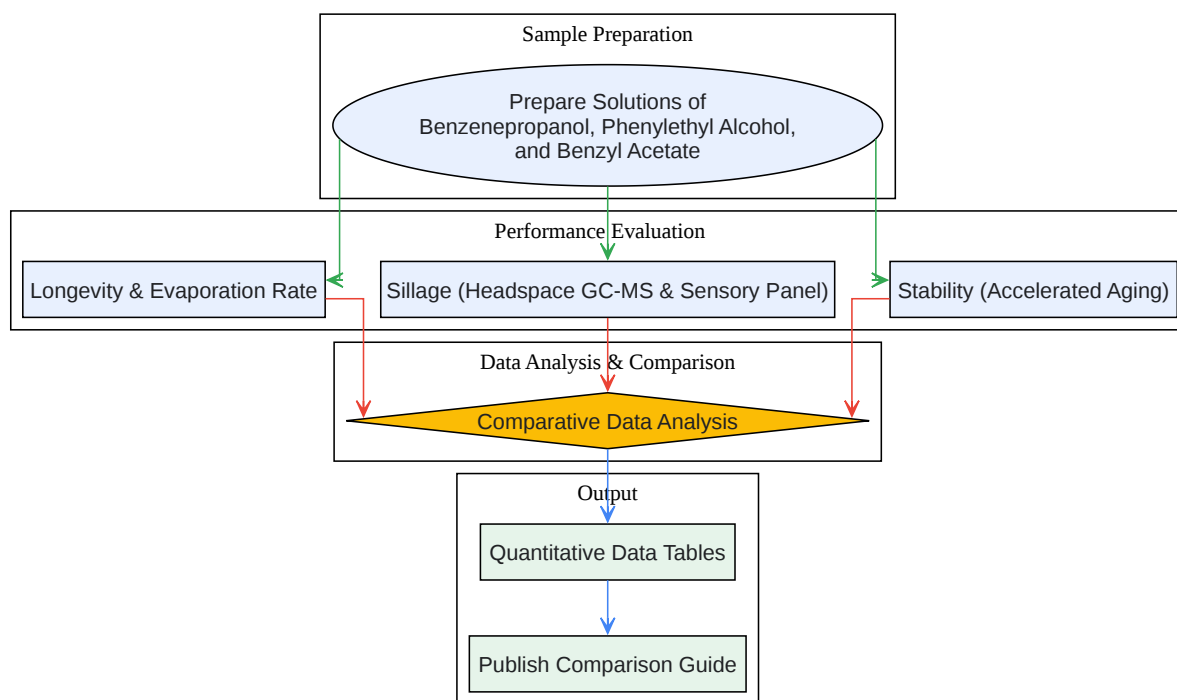 Sample Preparation
Prepare Solutions of
Benzenepropanol, Phenylethyl Alcohol,
and Benzyl Acetate
Performance Evaluation
Longevity & Evaporation Rate
Sillage (Headspace GC-MS & Sensory Panel)
Stability (Accelerated Aging)
Data Analysis & Comparison
Comparative Data Analysis
Output
Quantitative Data Tables
Publish Comparison Guide